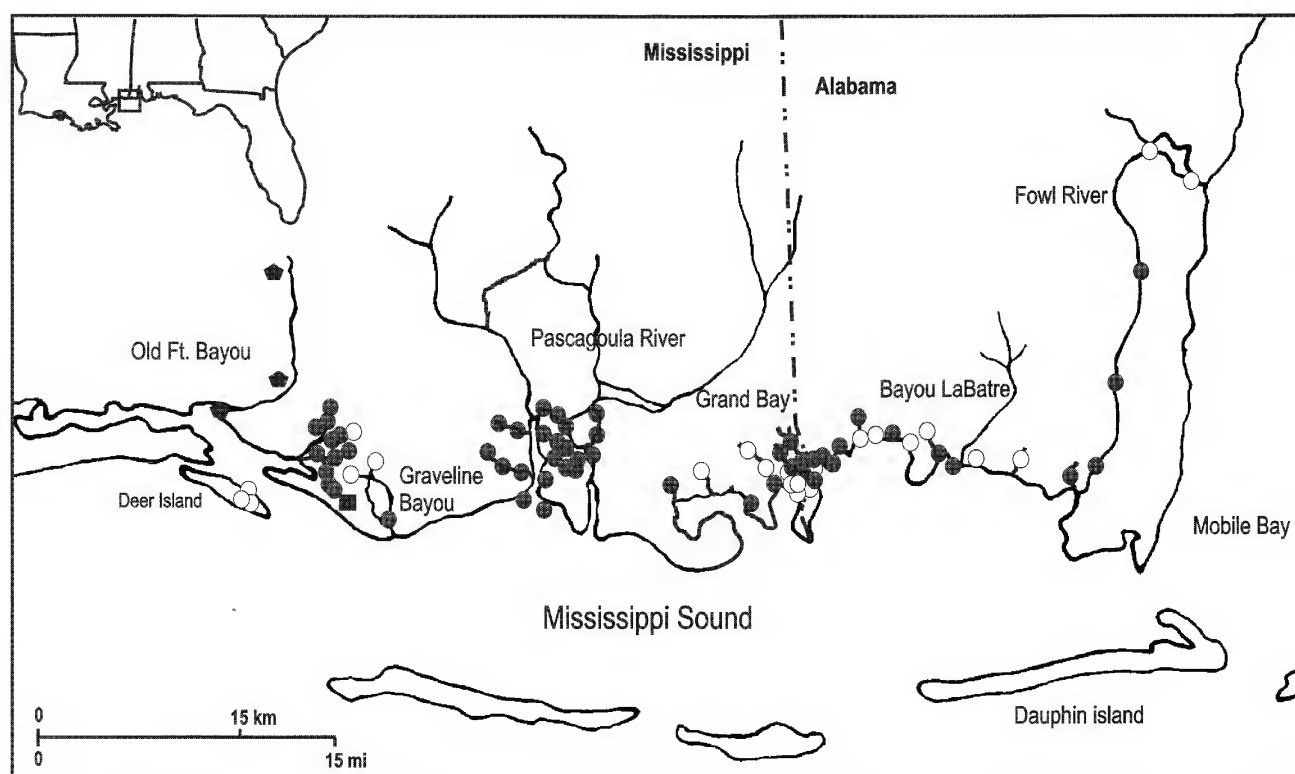 Mississippi
Alabama
Fowl River
Old Ft. Bayou
Pascagoula River
Grand Bay
Bayou LaBatre
Deer Island
Graveline
Bayou
Mobile Bay
Mississippi Sound
Dauphin island
0
15 km
0
15 mi